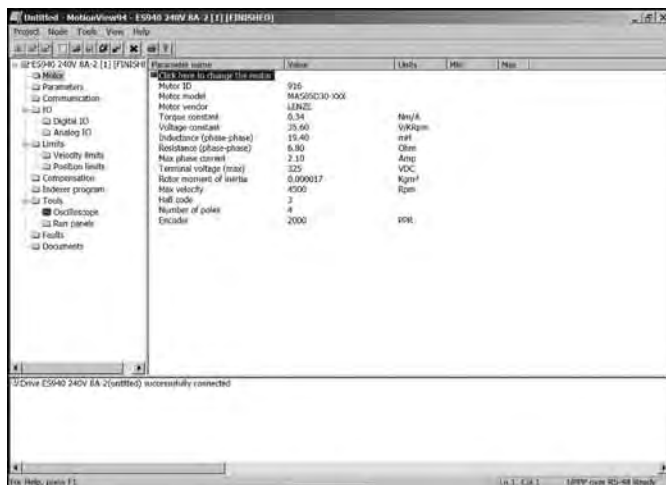 Untitled - MotionView94 - ES940 240V 8A-2 [1] [FINISHED]
Project Node Tools View Help
ES940 240V 8A-2 [1] [FINISH
Motor
Parameters
Communication
IO
Digital IO
Analog IO
Limits
Velocity limits
Position limits
Compensation
Indexer program
Tools
Oscilloscope
Run panels
Faults
Documents
Parameter name Value Units Min Max
Click here to change the motor
Motor ID 916
Motor model
Motor vendor LENZE
Torque constant 0.34 Nm/A
Voltage constant 35.60 V/KRpm
Inductance (phase-phase) 19.40 mH
Resistance (phase-phase) 6.80 Ohm
Max phase current 2.10 Amp
Terminal voltage (max) 325 VDC
Rotor moment of inertia 0.000017 Kgm²
Max velocity 4500 Rpm
Hall code 3
Number of poles 4
Encoder 2000 PPR
Drive ES940 240V 8A-2(untitled) successfully connected
For Help, press F1
Ln 1, Col 1